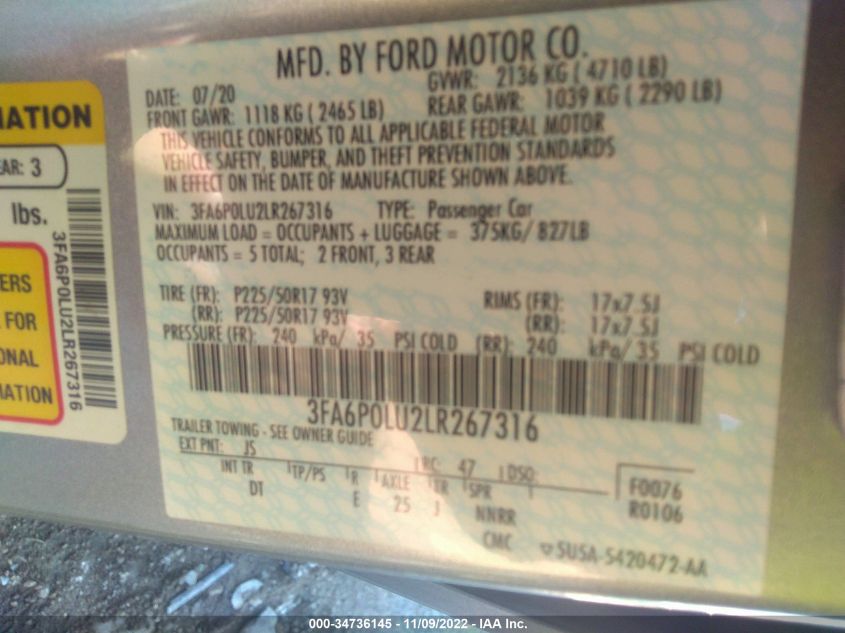 MFD. BY FORD MOTOR CO.
DATE: 07/20 GVWR: 2136 KG ( 4710 LB)
FRONT GAWR: 1118 KG ( 2465 LB) REAR GAWR: 1039 KG ( 2290 LB)
THIS VEHICLE CONFORMS TO ALL APPLICABLE FEDERAL MOTOR
VEHICLE SAFETY, BUMPER, AND THEFT PREVENTION STANDARDS
IN EFFECT ON THE DATE OF MANUFACTURE SHOWN ABOVE.
VIN: 3FA6P0LU2LR267316 TYPE: Passenger Car
MAXIMUM LOAD = OCCUPANTS + LUGGAGE = 375KG/ 827LB
OCCUPANTS = 5 TOTAL; 2 FRONT, 3 REAR
TIRE (FR): P225/50R17 93V RIMS (FR): 17x7.5J
(RR): P225/50R17 93V (RR): 17x7.5J
PRESSURE (FR): 240 kPa/ 35 PSI COLD (RR): 240 kPa/ 35 PSI COLD
3FA6P0LU2LR267316
TRAILER TOWING - SEE OWNER GUIDE
EXT PNT: JS RC: 47 DSO:
INT TR TP/PS R AXLE TR SPR
DT E 25 J NNRR
F0076
R0106
CMC ▽5USA-5420472-AA
MATION
EAR: 3
lbs.
3FA6P0LU2LR267316
ERS
FOR
ONAL
MATION
000-34736145 - 11/09/2022 - IAA Inc.